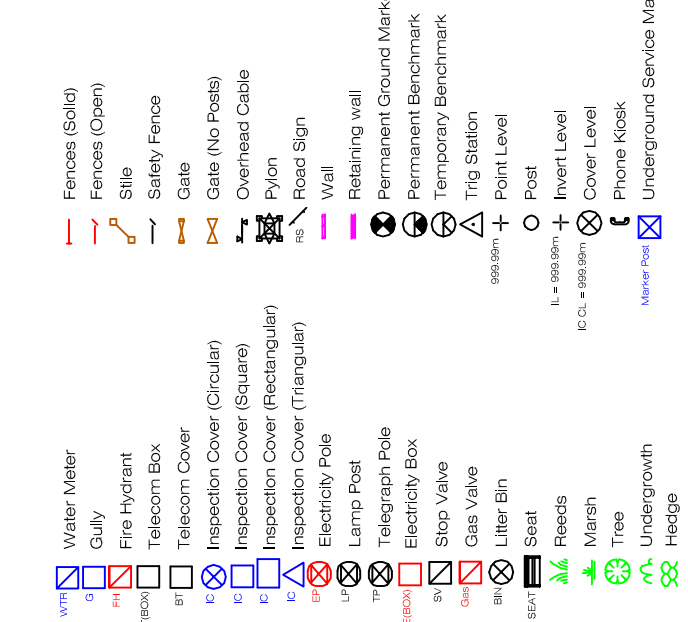 WTR Water Meter
G Gully
FH Fire Hydrant
(BOX) Telecom Box
BT Telecom Cover
IC Inspection Cover (Circular)
IC Inspection Cover (Square)
IC Inspection Cover (Rectangular)
IC Inspection Cover (Triangular)
EP Electricity Pole
LP Lamp Post
TP Telegraph Pole
E(BOX) Electricity Box
SV Stop Valve
Gas Gas Valve
BIN Litter Bin
SEAT Seat
Reeds
Marsh
Tree
Undergrowth
Hedge
Fences (Solid)
Fences (Open)
Stile
Safety Fence
Gate
Gate (No Posts)
Overhead Cable
Pylon
RS Road Sign
Wall
Retaining wall
Permanent Ground Mark
Permanent Benchmark
Temporary Benchmark
Trig Station
999.99m Point Level
Post
IL = 999.99m Invert Level
IC CL = 999.99m Cover Level
Phone Kiosk
Marker Post Underground Service Ma